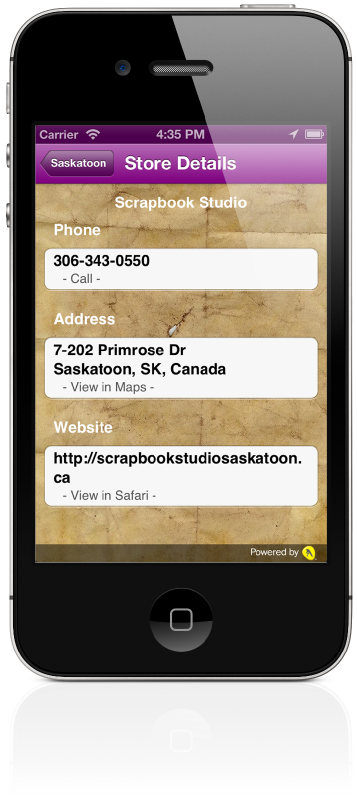 Carrier 4:35 PM
Saskatoon Store Details
Scrapbook Studio
Phone
306-343-0550
- Call -
Address
7-202 Primrose Dr
Saskatoon, SK, Canada
- View in Maps -
Website
http://scrapbookstudiosaskatoon.
ca
- View in Safari -
Powered by